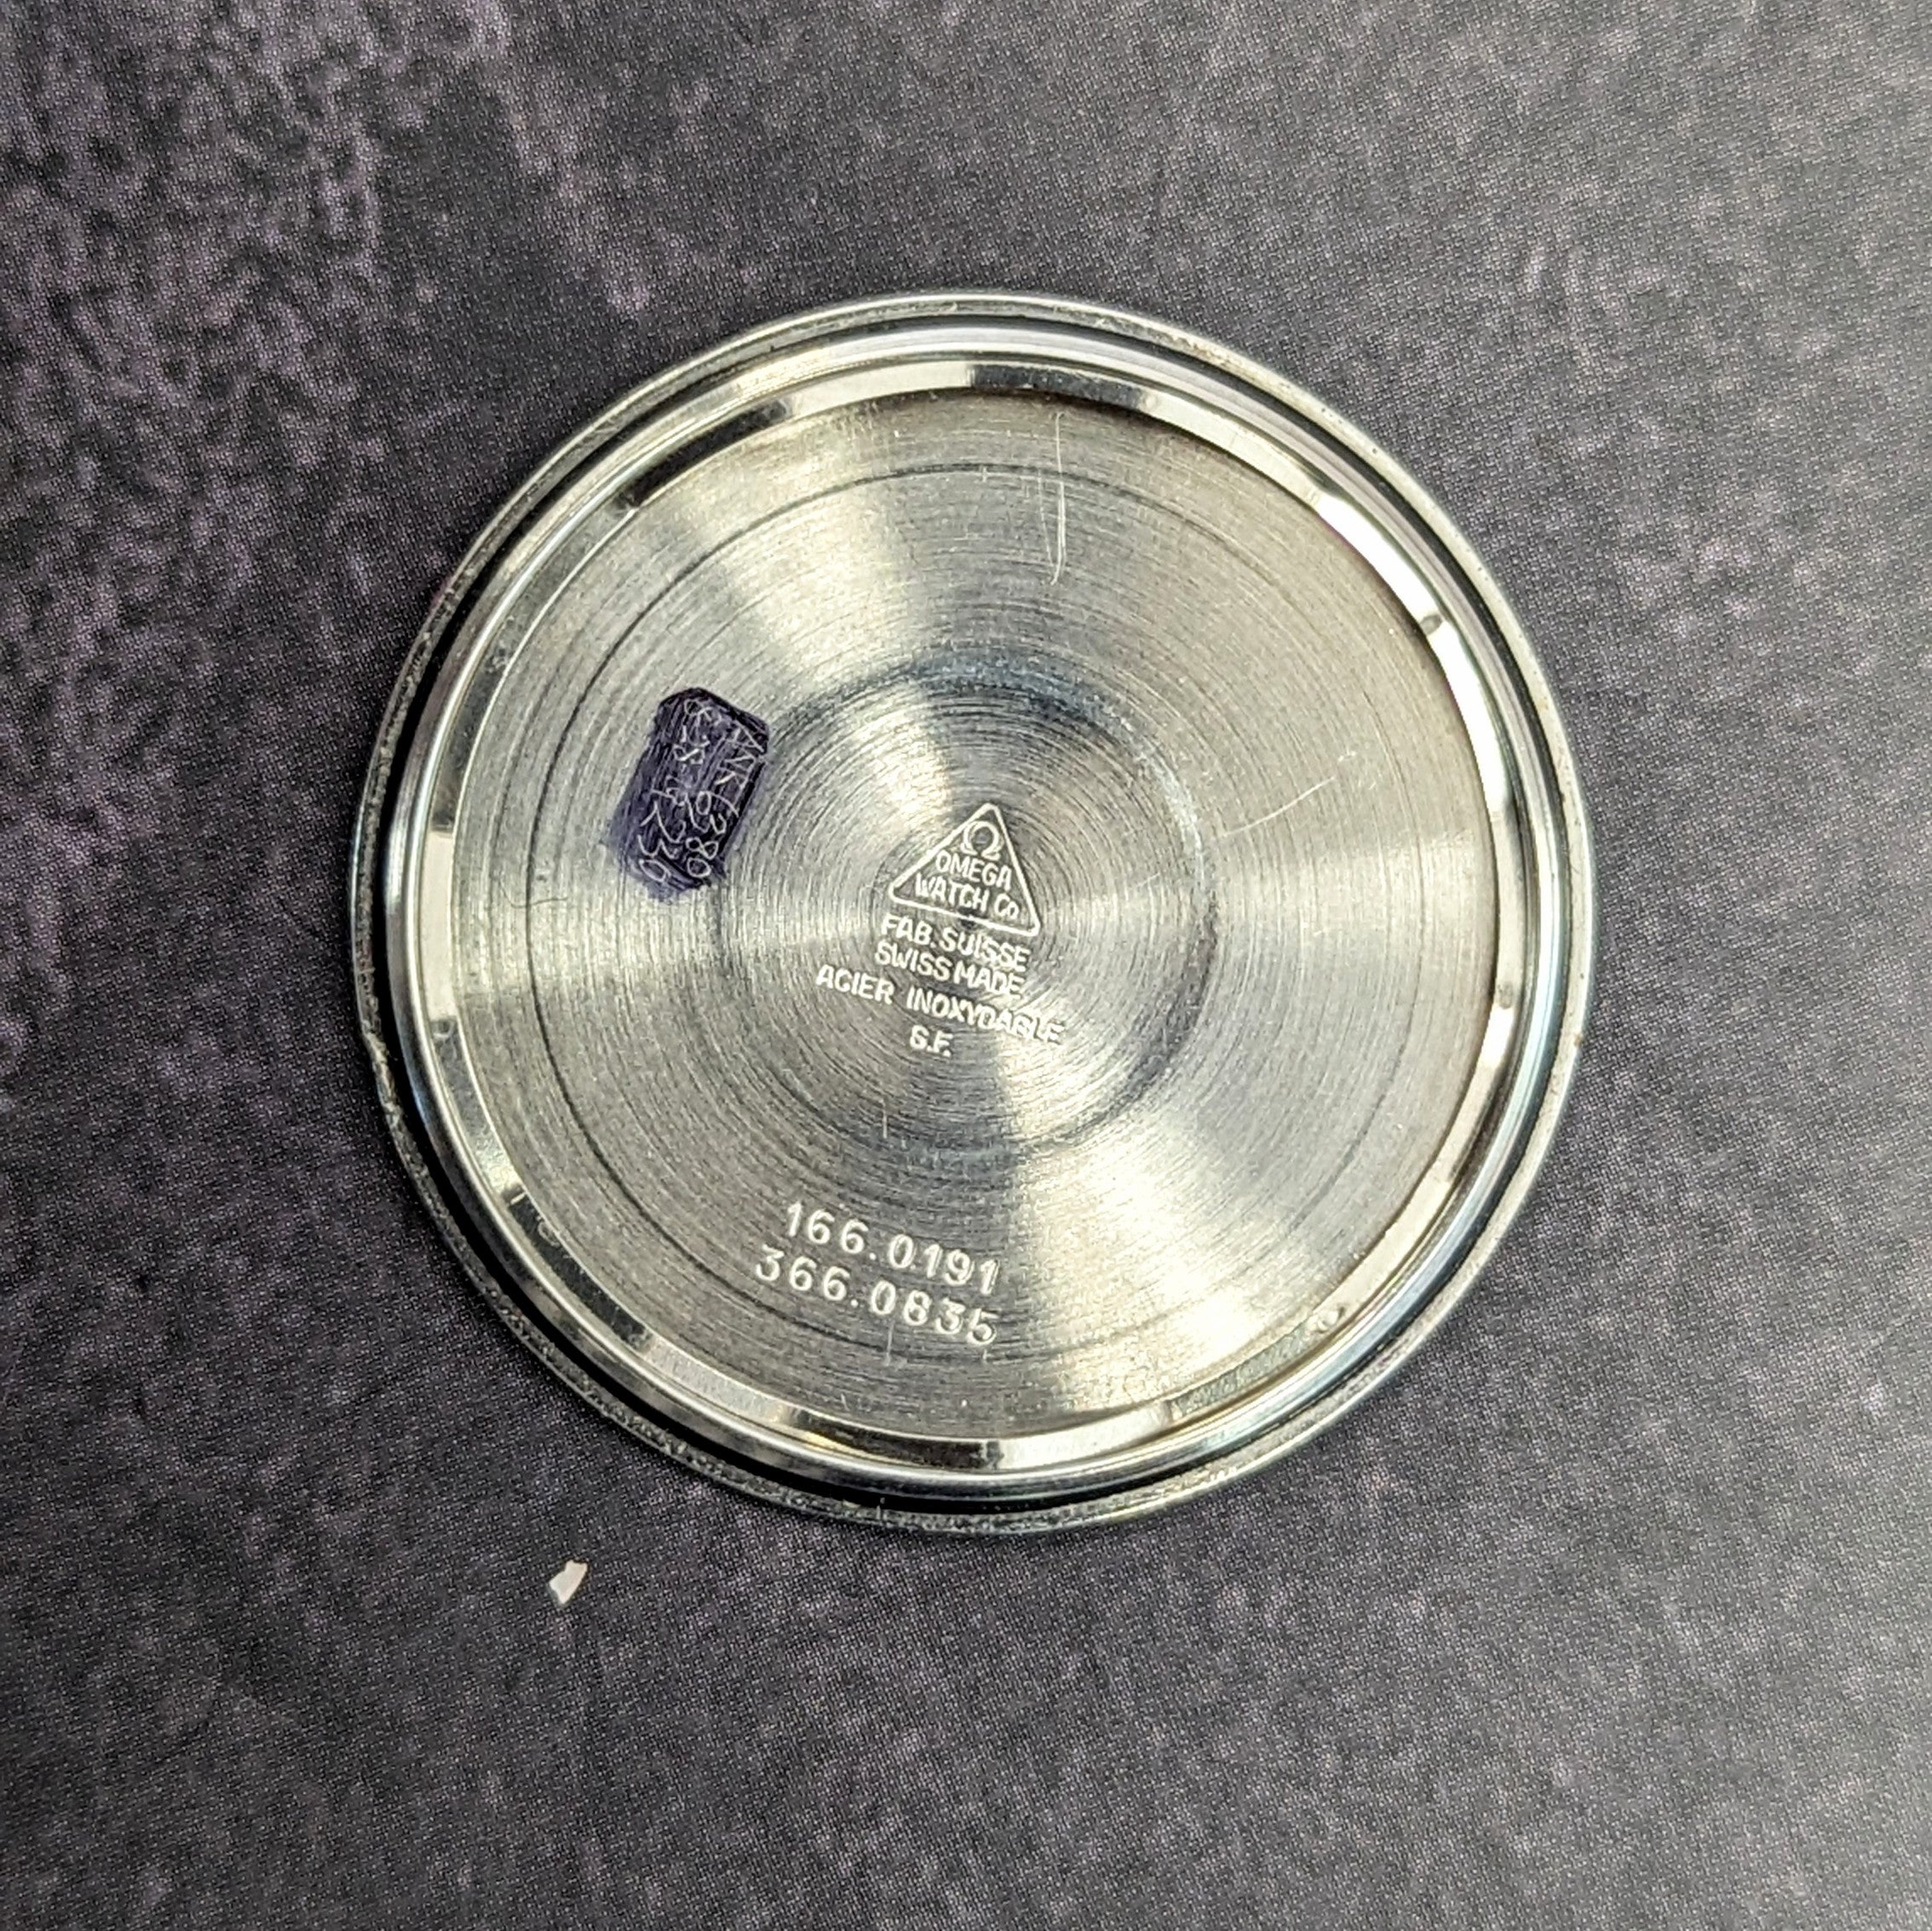 Ω
OMEGA
WATCH Co
FAB. SUISSE
SWISS MADE
ACIER INOXYDABLE
S.F.
166.0191
366.0835